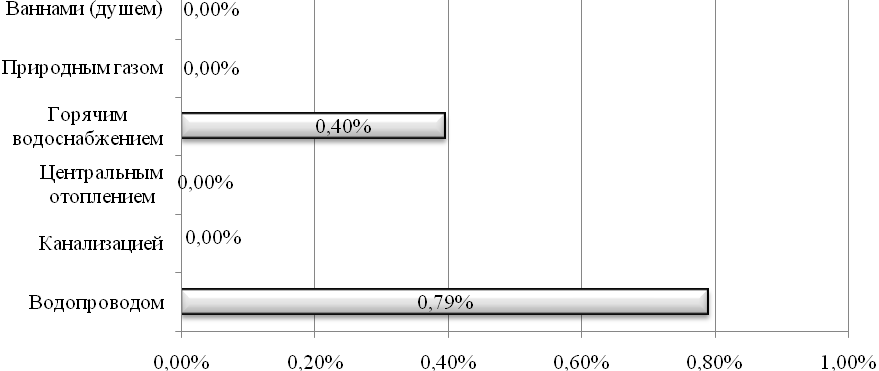 Ваннами (душем) 0,00%
Природным газом 0,00%
Горячим
водоснабжением 0,40%
Центральным
отоплением 0,00%
Канализацией 0,00%
Водопроводом 0,79%
0,00% 0,20% 0,40% 0,60% 0,80% 1,00%